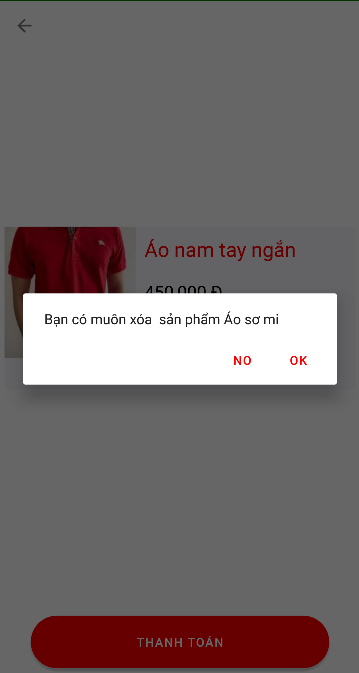 Áo nam tay ngắn
450.000 Đ
Bạn có muôn xóa  sản phẩm Áo sơ mi
NO
OK
THANH TOÁN